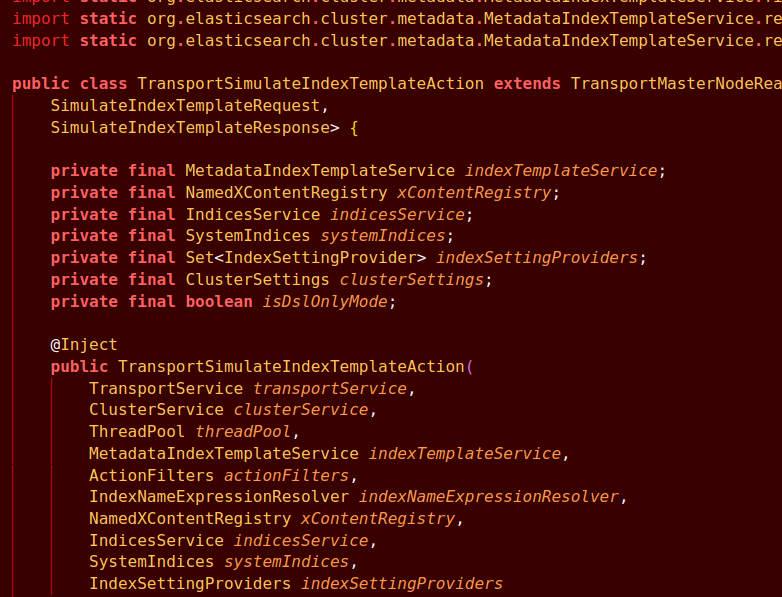 import static org.elasticsearch.cluster.metadata.MetadataIndexTemplateService.
import static org.elasticsearch.cluster.metadata.MetadataIndexTemplateService.re
public class TransportSimulateIndexTemplateAction extends TransportMasterNodeRea
SimulateIndexTemplateRequest,
SimulateIndexTemplateResponse> {
private final MetadataIndexTemplateService indexTemplateService;
private final NamedXContentRegistry xContentRegistry;
private final IndicesService indicesService;
private final SystemIndices systemIndices;
private final Set<IndexSettingProvider> indexSettingProviders;
private final ClusterSettings clusterSettings;
private final boolean isDslOnlyMode;
@Inject
public TransportSimulateIndexTemplateAction(
TransportService transportService,
ClusterService clusterService,
ThreadPool threadPool,
MetadataIndexTemplateService indexTemplateService,
ActionFilters actionFilters,
IndexNameExpressionResolver indexNameExpressionResolver,
NamedXContentRegistry xContentRegistry,
IndicesService indicesService,
SystemIndices systemIndices,
IndexSettingProviders indexSettingProviders